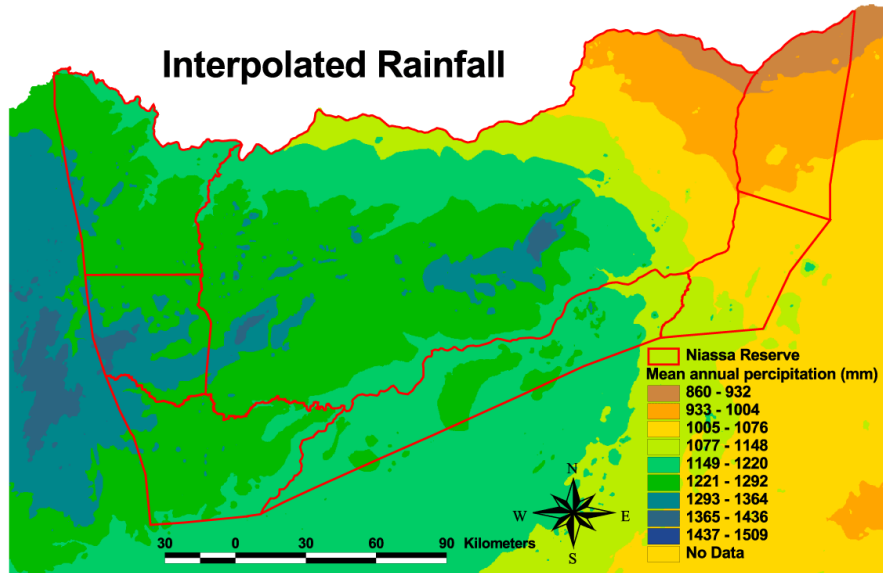 Interpolated Rainfall
Niassa Reserve
Mean annual percipitation (mm)
860 - 932
933 - 1004
1005 - 1076
1077 - 1148
1149 - 1220
1221 - 1292
1293 - 1364
1365 - 1436
1437 - 1509
No Data
N
W E
S
30 0 30 60 90 Kilometers